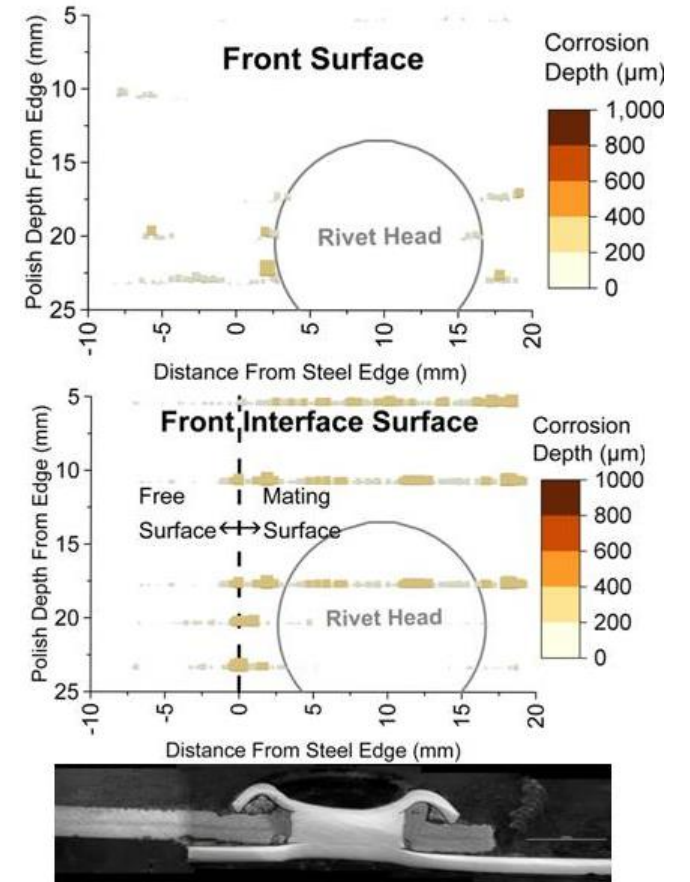 Front Surface
Corrosion
Depth (μm)
Polish Depth From Edge (mm)
5
10
15
20
25
Rivet Head
1,000
800
600
400
200
0
-10
-5
0
5
10
15
20
Distance From Steel Edge (mm)
Front Interface Surface
Corrosion
Depth (μm)
Polish Depth From Edge (mm)
5
10
15
20
25
Free
Surface
Mating
Surface
Rivet Head
1000
800
600
400
200
0
-10
-5
0
5
10
15
20
Distance From Steel Edge (mm)